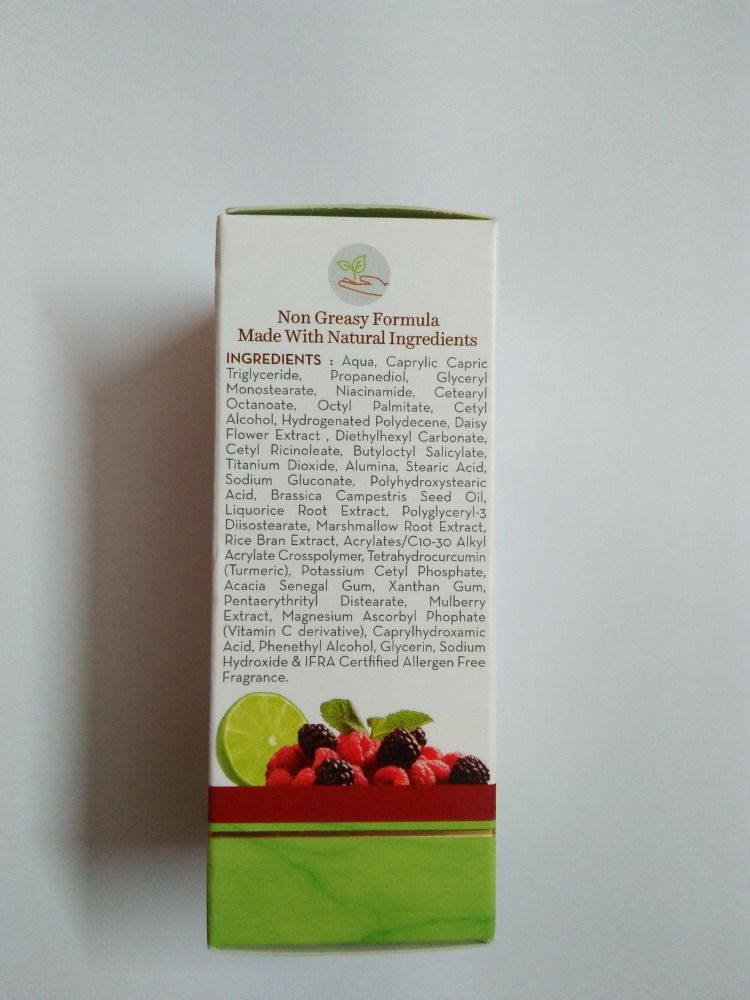 Non Greasy Formula
Made With Natural Ingredients
INGREDIENTS : Aqua, Caprylic Capric
Triglyceride, Propanediol, Glyceryl
Monostearate, Niacinamide, Cetearyl
Octanoate, Octyl Palmitate, Cetyl
Alcohol, Hydrogenated Polydecene, Daisy
Flower Extract , Diethylhexyl Carbonate,
Cetyl Ricinoleate, Butyloctyl Salicylate,
Titanium Dioxide, Alumina, Stearic Acid,
Sodium Gluconate, Polyhydroxystearic
Acid, Brassica Campestris Seed Oil,
Liquorice Root Extract, Polyglyceryl-3
Diisostearate, Marshmallow Root Extract,
Rice Bran Extract, Acrylates/C10-30 Alkyl
Acrylate Crosspolymer, Tetrahydrocurcumin
(Turmeric), Potassium Cetyl Phosphate,
Acacia Senegal Gum, Xanthan Gum,
Pentaerythrityl Distearate, Mulberry
Extract, Magnesium Ascorbyl Phophate
(Vitamin C derivative), Caprylhydroxamic
Acid, Phenethyl Alcohol, Glycerin, Sodium
Hydroxide & IFRA Certfified Allergen Free
Fragrance.